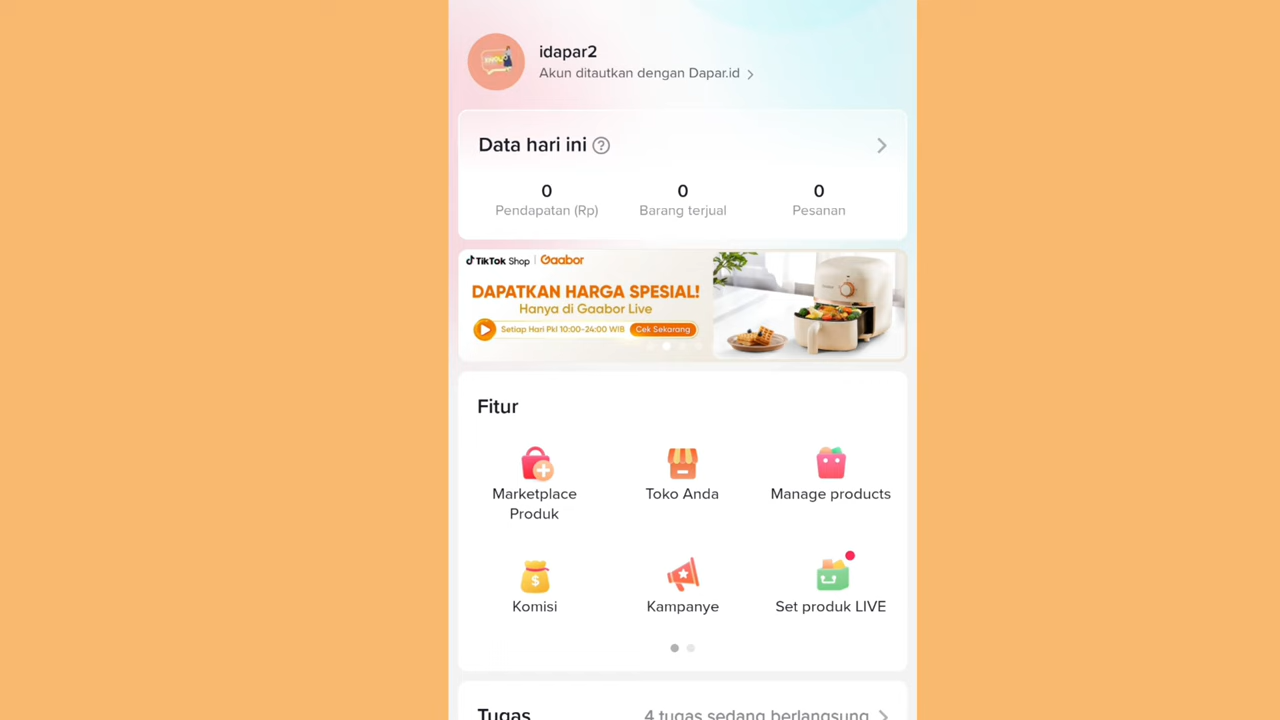 idapar2
Akun ditautkan dengan Dapar.id
Data hari ini
0 0 0
Pendapatan (Rp) Barang terjual Pesanan
TikTok Shop | Gaabor
DAPATKAN HARGA SPESIAL!
Hanya di Gaabor Live
Setiap Hari Pkl 10:00-24:00 WIB Cek Sekarang
Fitur
Marketplace Produk
Toko Anda
Manage products
Komisi
Kampanye
Set produk LIVE
Tugas 4 tugas sedang berlangsung